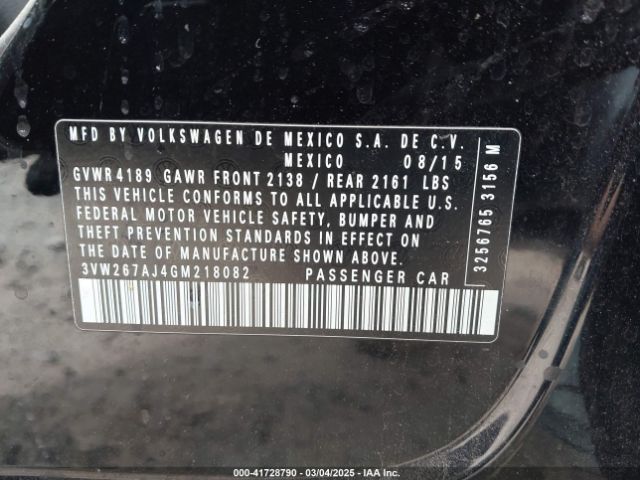 MFD BY VOLKSWAGEN DE MEXICO S.A. DE C.V.
MEXICO 08/15
GVWR 4189 GAWR FRONT 2138 / REAR 2161 LBS
THIS VEHICLE CONFORMS TO ALL APPLICABLE U.S.
FEDERAL MOTOR VEHICLE SAFETY, BUMPER AND
THEFT PREVENTION STANDARDS IN EFFECT ON
THE DATE OF MANUFACTURE SHOWN ABOVE.
3VW267AJ4GM218082 PASSENGER CAR
3256765 3156 M
000-41728790 - 03/04/2025 - IAA Inc.